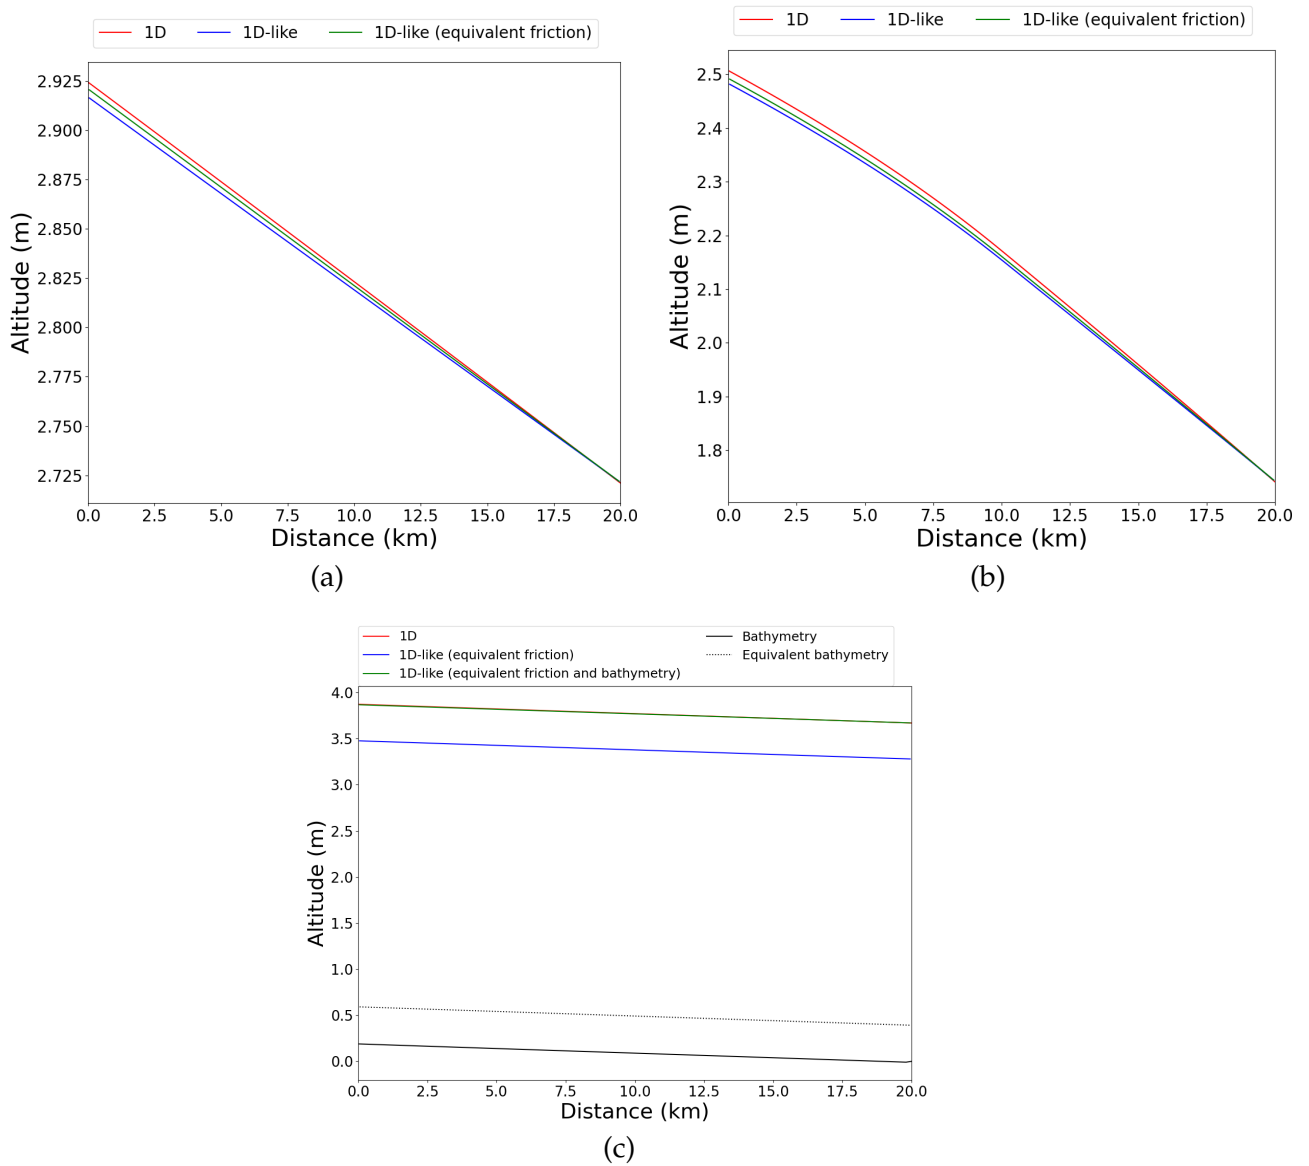 1D 1D-like 1D-like (equivalent friction)
2.925
2.900
2.875
2.850
2.825
2.800
2.775
2.750
2.725
Altitude (m)
0.0 2.5 5.0 7.5 10.0 12.5 15.0 17.5 20.0
Distance (km)
(a)
1D 1D-like 1D-like (equivalent friction)
2.5
2.4
2.3
2.2
2.1
2.0
1.9
1.8
Altitude (m)
0.0 2.5 5.0 7.5 10.0 12.5 15.0 17.5 20.0
Distance (km)
(b)
1D Bathymetry
1D-like (equivalent friction) Equivalent bathymetry
1D-like (equivalent friction and bathymetry)
4.0
3.5
3.0
2.5
2.0
1.5
1.0
0.5
0.0
Altitude (m)
0.0 2.5 5.0 7.5 10.0 12.5 15.0 17.5 20.0
Distance (km)
(c)